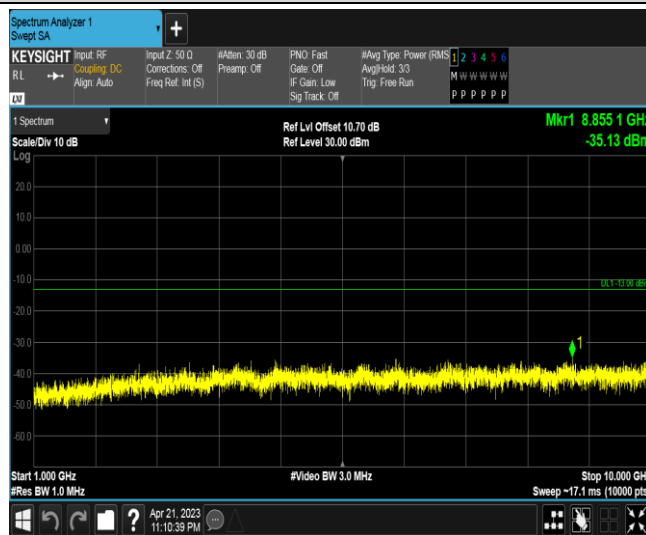 Spectrum Analyzer 1
Swept SA
+
KEYSIGHT
RL
LXI
Input: RF
Coupling: DC
Align: Auto
Input Z: 50 Ω
Corrections: Off
Freq Ref: Int (S)
#Atten: 30 dB
Preamp: Off
PNO: Fast
Gate: Off
IF Gain: Low
Sig Track: Off
#Avg Type: Power (RMS
Avg|Hold: 3/3
Trig: Free Run
1 2 3 4 5 6
M W W W W W
P P P P P P
1 Spectrum
Scale/Div 10 dB
Log
Ref Lvl Offset 10.70 dB
Ref Level 30.00 dBm
Mkr1 8.855 1 GHz
-35.13 dBm
20.0
10.0
0.00
-10.0
DL1 -13.00 dBm
-20.0
-30.0
1
-40.0
-50.0
-60.0
Start 1.000 GHz
#Res BW 1.0 MHz
#Video BW 3.0 MHz
Stop 10.000 GH
Sweep ~17.1 ms (10000 pts
?
Apr 21, 2023
11:10:39 PM